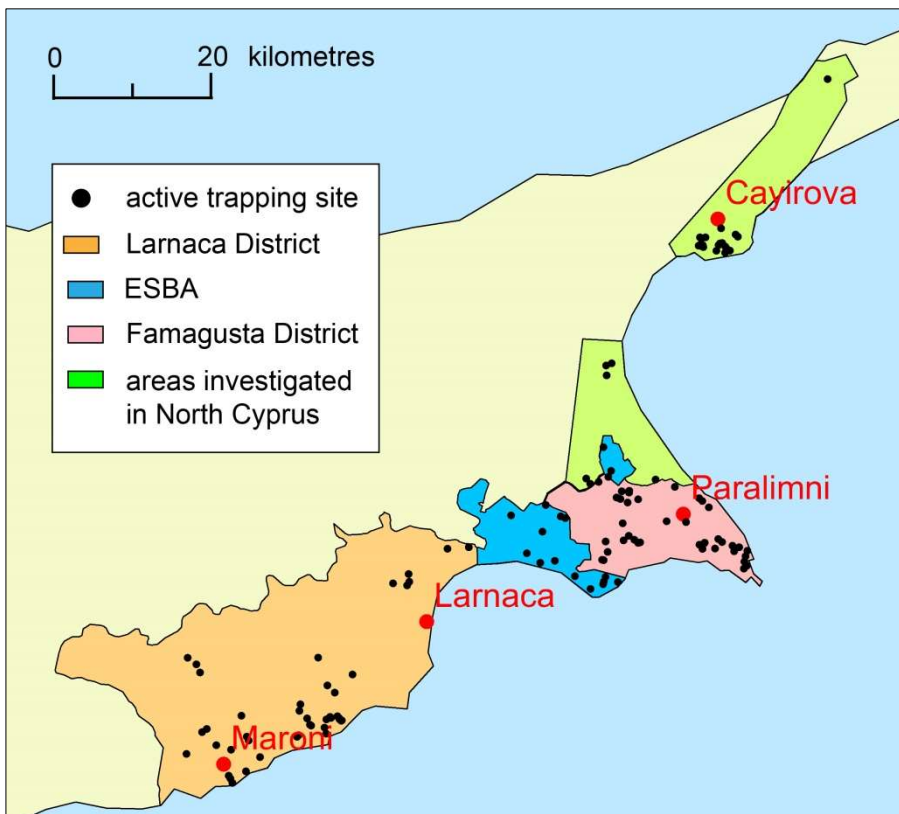 0 20 kilometres
active trapping site
Larnaca District
ESBA
Famagusta District
areas investigated
in North Cyprus
Cayirova
Paralimni
Larnaca
Maroni